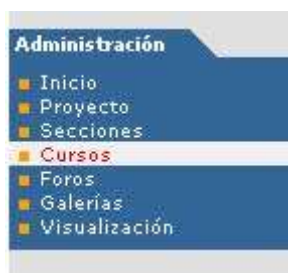 Administración
Inicio
Proyecto
Secciones
Cursos
Foros
Galerías
Visualización